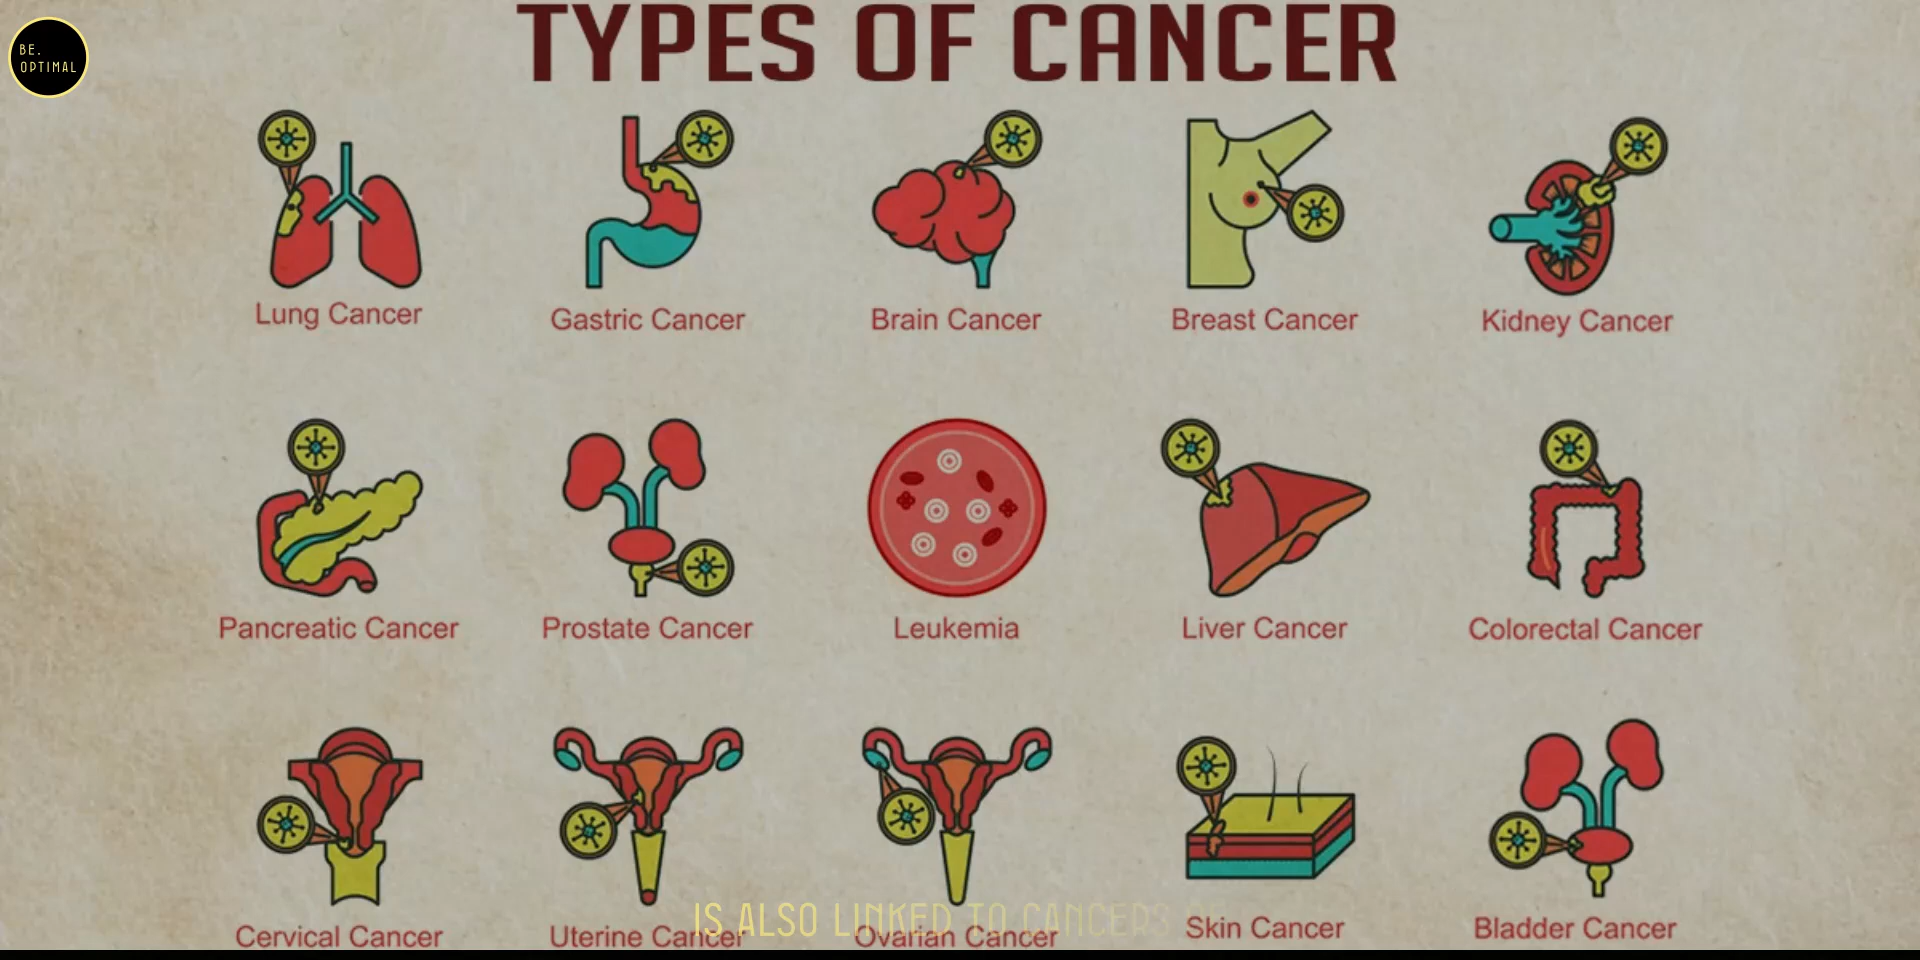 TYPES OF CANCER
BE.
OPTIMAL
Lung Cancer
Gastric Cancer
Brain Cancer
Breast Cancer
Kidney Cancer
Pancreatic Cancer
Prostate Cancer
Leukemia
Liver Cancer
Colorectal Cancer
Cervical Cancer
Uterine Cancer
Ovarian Cancer
Skin Cancer
Bladder Cancer
IS ALSO LINKED TO CANCERS